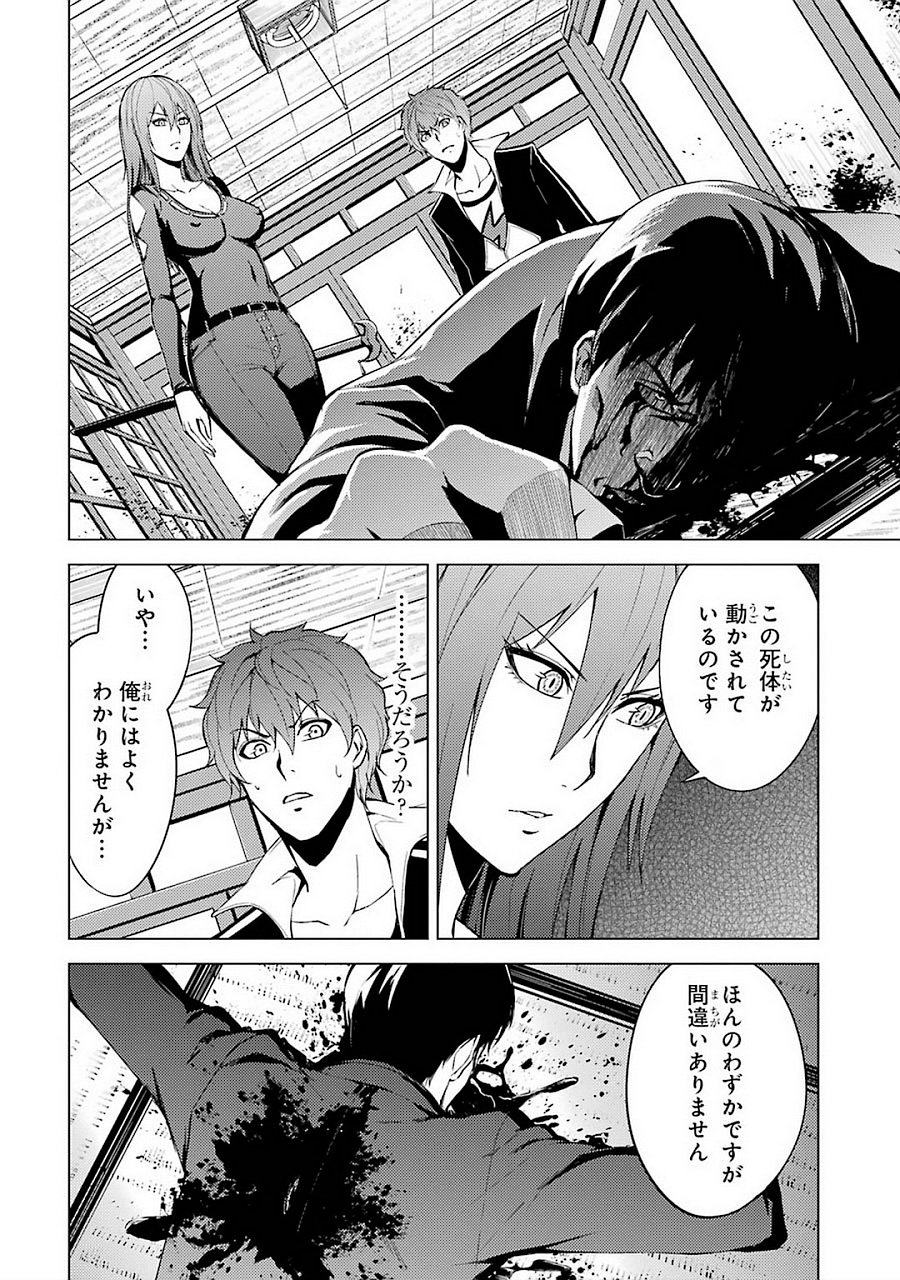 この死体が
動かされて
いるのです
………そうだろうか？
いや…
俺にはよく
わかりませんが…
ほんのわずかですが
間違いありません